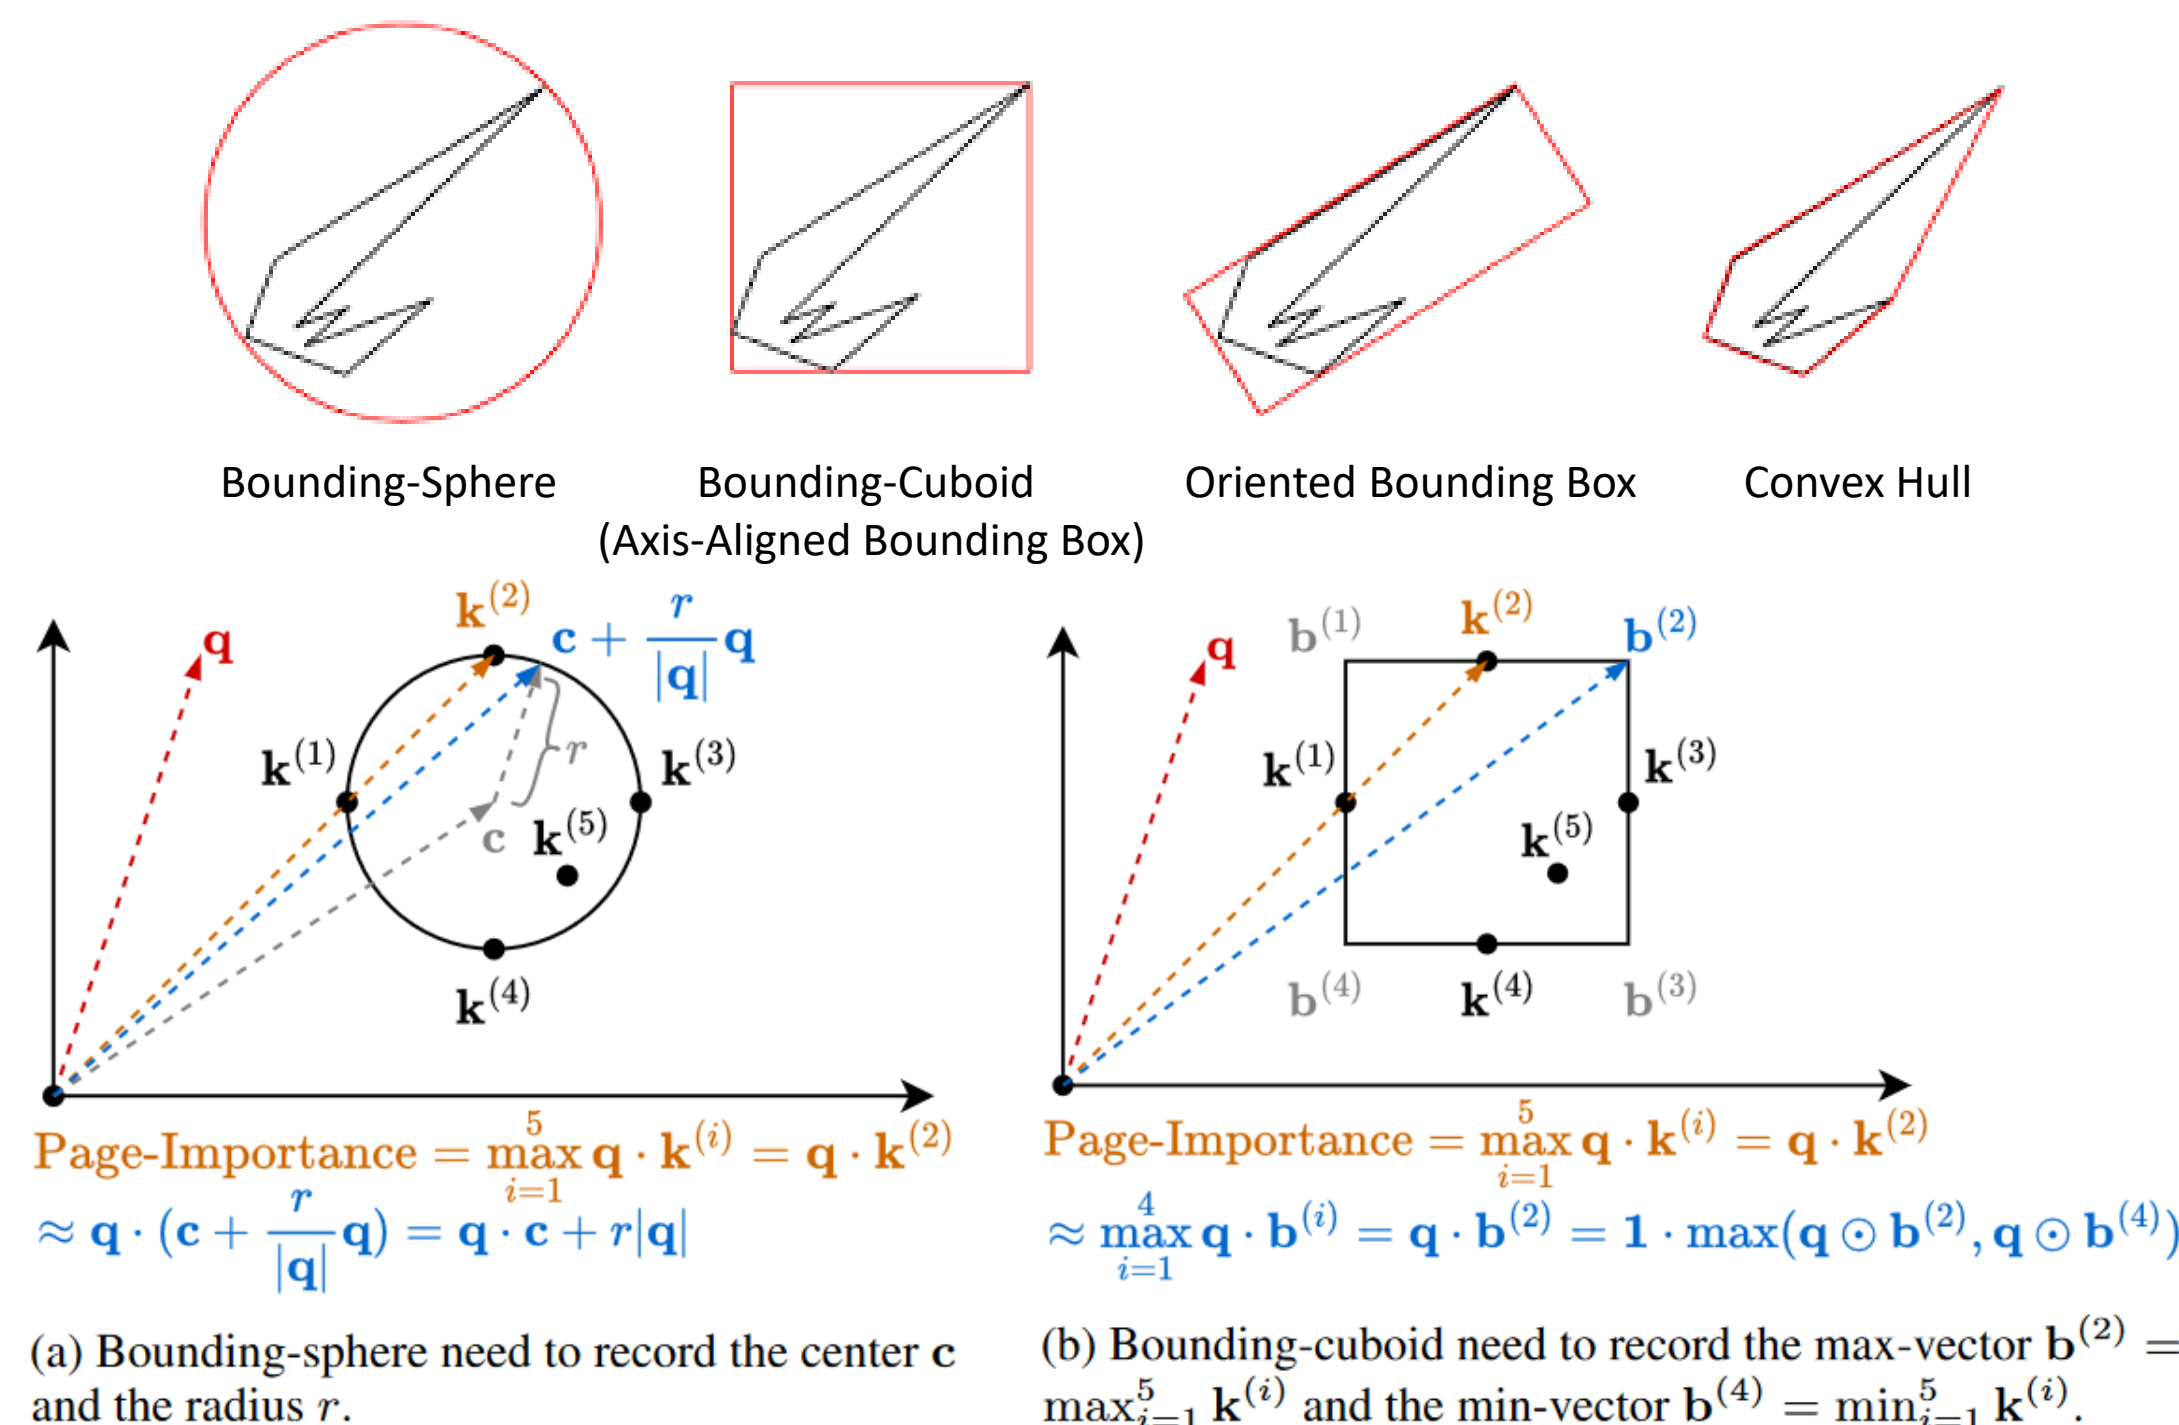 Bounding-Sphere
Bounding-Cuboid
(Axis-Aligned Bounding Box)
Oriented Bounding Box
Convex Hull
q
k^(2)
c + r/|q| q
k^(1)
r
k^(3)
c
k^(5)
k^(4)
Page-Importance = max_{i=1}^{5} q · k^(i) = q · k^(2)
≈ q · (c + r/|q| q) = q · c + r|q|
(a) Bounding-sphere need to record the center c
and the radius r.
q
b^(1)
k^(2)
b^(2)
k^(1)
k^(3)
k^(5)
b^(4)
k^(4)
b^(3)
Page-Importance = max_{i=1}^{5} q · k^(i) = q · k^(2)
≈ max_{i=1}^{4} q · b^(i) = q · b^(2) = 1 · max(q ⊙ b^(2), q ⊙ b^(4))
(b) Bounding-cuboid need to record the max-vector b^(2) =
max_{i=1}^{5} k^(i) and the min-vector b^(4) = min_{i=1}^{5} k^(i).